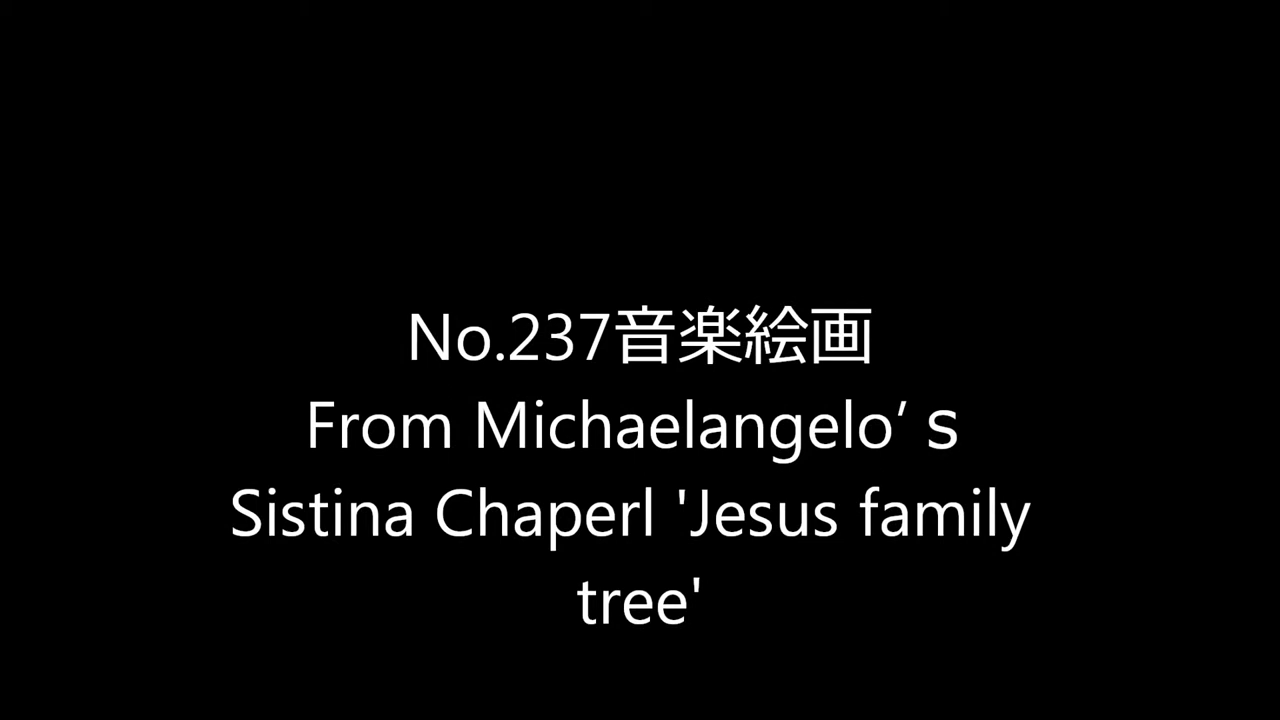 No.237音楽絵画
From Michaelangelo’ｓ
Sistina Chaperl 'Jesus family
tree'